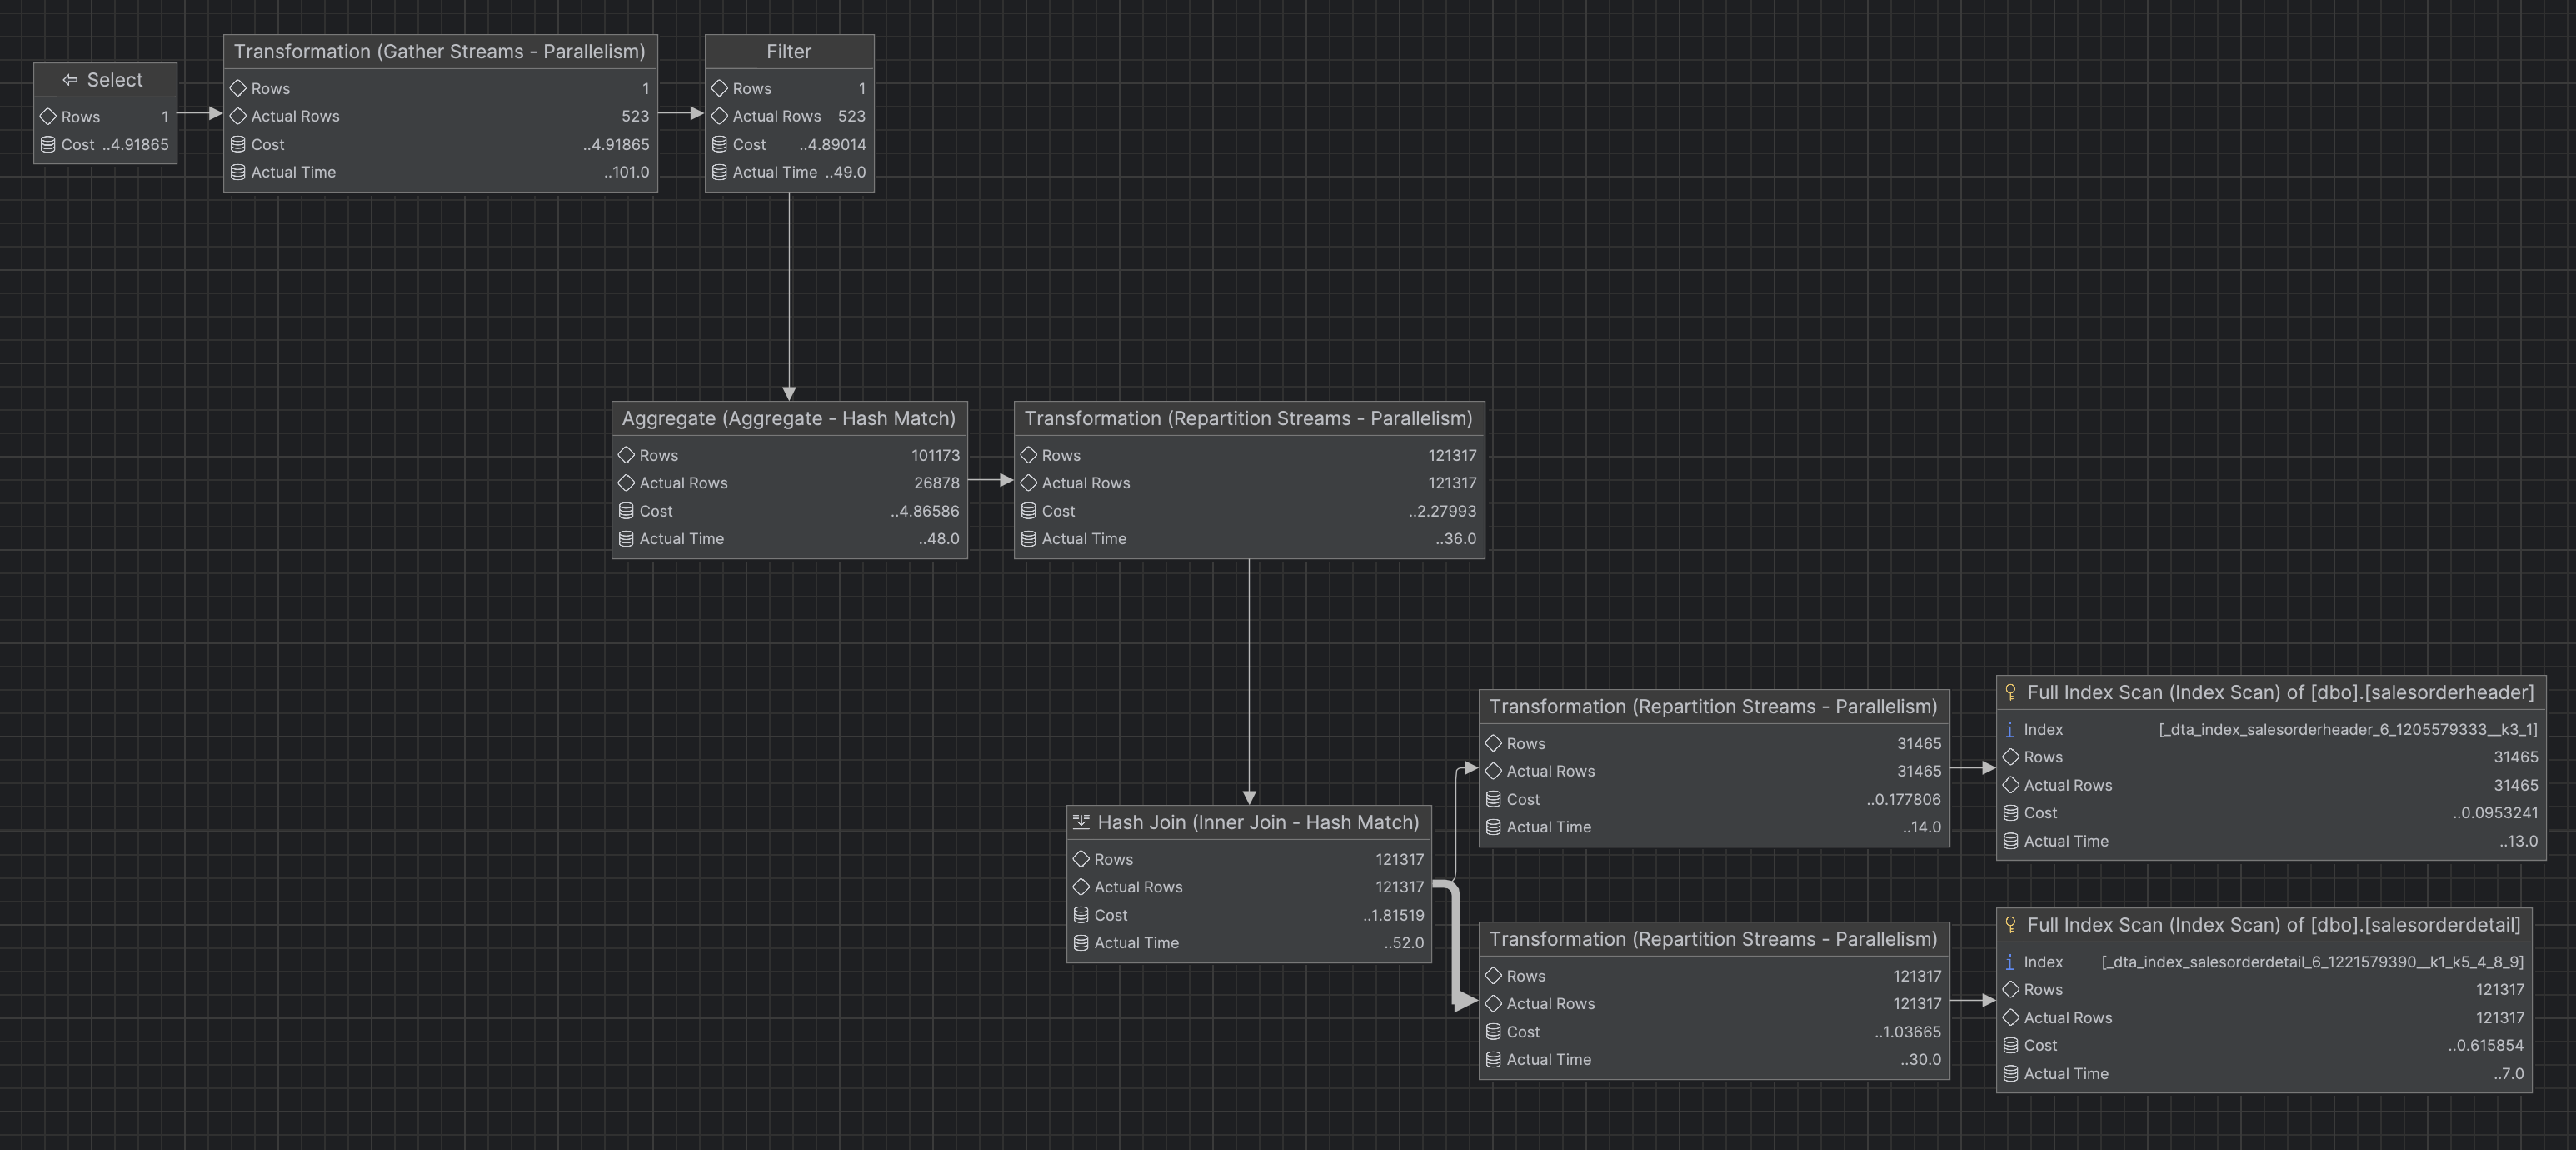 Select
Rows 1
Cost ..4.91865
Transformation (Gather Streams - Parallelism)
Rows 1
Actual Rows 523
Cost ..4.91865
Actual Time ..101.0
Filter
Rows 1
Actual Rows 523
Cost ..4.89014
Actual Time ..49.0
Aggregate (Aggregate - Hash Match)
Rows 101173
Actual Rows 26878
Cost ..4.86586
Actual Time ..48.0
Transformation (Repartition Streams - Parallelism)
Rows 121317
Actual Rows 121317
Cost ..2.27993
Actual Time ..36.0
Hash Join (Inner Join - Hash Match)
Rows 121317
Actual Rows 121317
Cost ..1.81519
Actual Time ..52.0
Transformation (Repartition Streams - Parallelism)
Rows 31465
Actual Rows 31465
Cost ..0.177806
Actual Time ..14.0
Full Index Scan (Index Scan) of [dbo].[salesorderheader]
Index [_dta_index_salesorderheader_6_1205579333__k3_1]
Rows 31465
Actual Rows 31465
Cost ..0.0953241
Actual Time ..13.0
Transformation (Repartition Streams - Parallelism)
Rows 121317
Actual Rows 121317
Cost ..1.03665
Actual Time ..30.0
Full Index Scan (Index Scan) of [dbo].[salesorderdetail]
Index [_dta_index_salesorderdetail_6_1221579390__k1_k5_4_8_9]
Rows 121317
Actual Rows 121317
Cost ..0.615854
Actual Time ..7.0